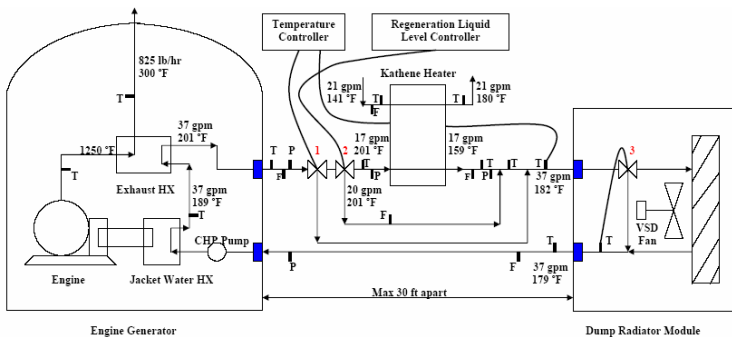 Temperature
Controller
Regeneration Liquid
Level Controller
825 lb/hr
300 °F
T
Kathene Heater
21 gpm
141 °F
T
F
T
21 gpm
180 °F
1250 °F
T
37 gpm
201 °F
Exhaust HX
T P
F
1
2
17 gpm
201 °F
T
P
17 gpm
159 °F
F
T
P
T
T
37 gpm
182 °F
3
37 gpm
189 °F
T
20 gpm
201 °F
F
T
VSD
Fan
CHP Pump
P
F
T
37 gpm
179 °F
Engine
Jacket Water HX
Max 30 ft apart
Engine Generator
Dump Radiator Module